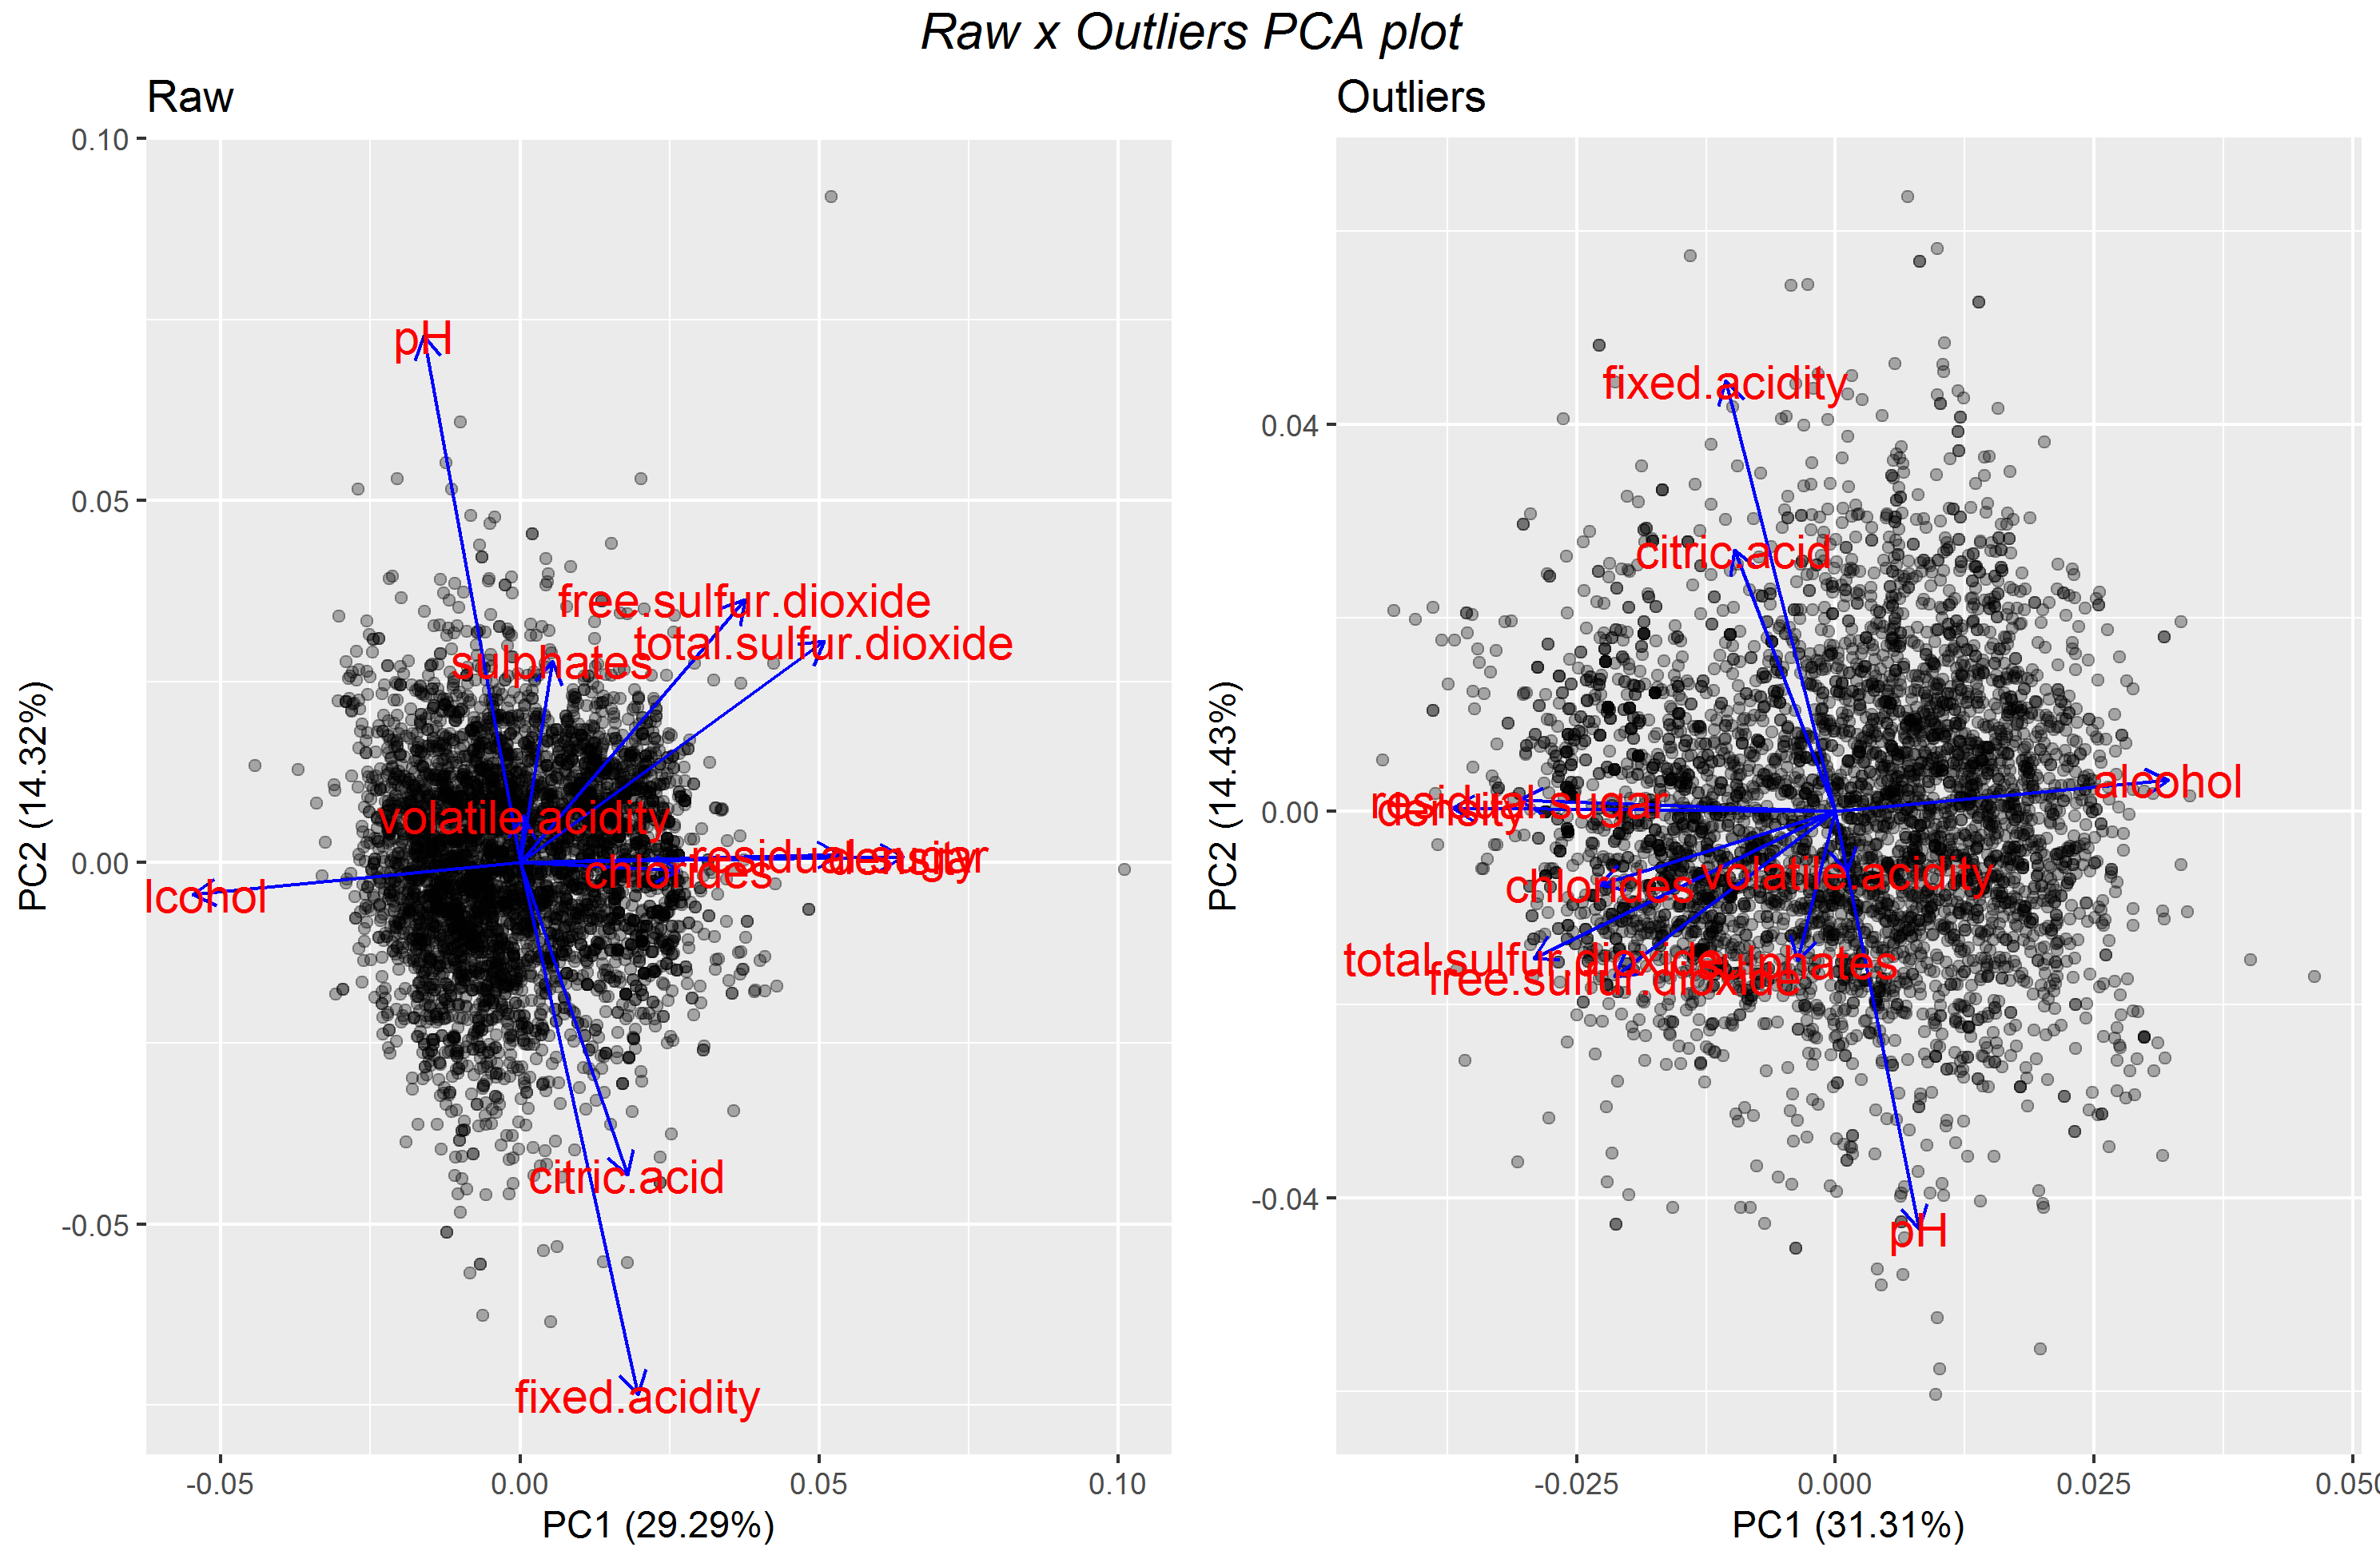 Raw x Outliers PCA plot
Raw
0.10
0.05
0.00
-0.05
PC2 (14.32%)
pH
free.sulfur.dioxide
total.sulfur.dioxide
sulphates
volatile.acidity
residual.sugar
density
chlorides
lcohol
citric.acid
fixed.acidity
-0.05 0.00 0.05 0.10
PC1 (29.29%)
Outliers
0.04
0.00
-0.04
PC2 (14.43%)
fixed.acidity
citric.acid
alcohol
residual.sugar
density
volatile.acidity
chlorides
total.sulfur.dioxide
sulphates
free.sulfur.dioxide
pH
-0.025 0.000 0.025 0.050
PC1 (31.31%)